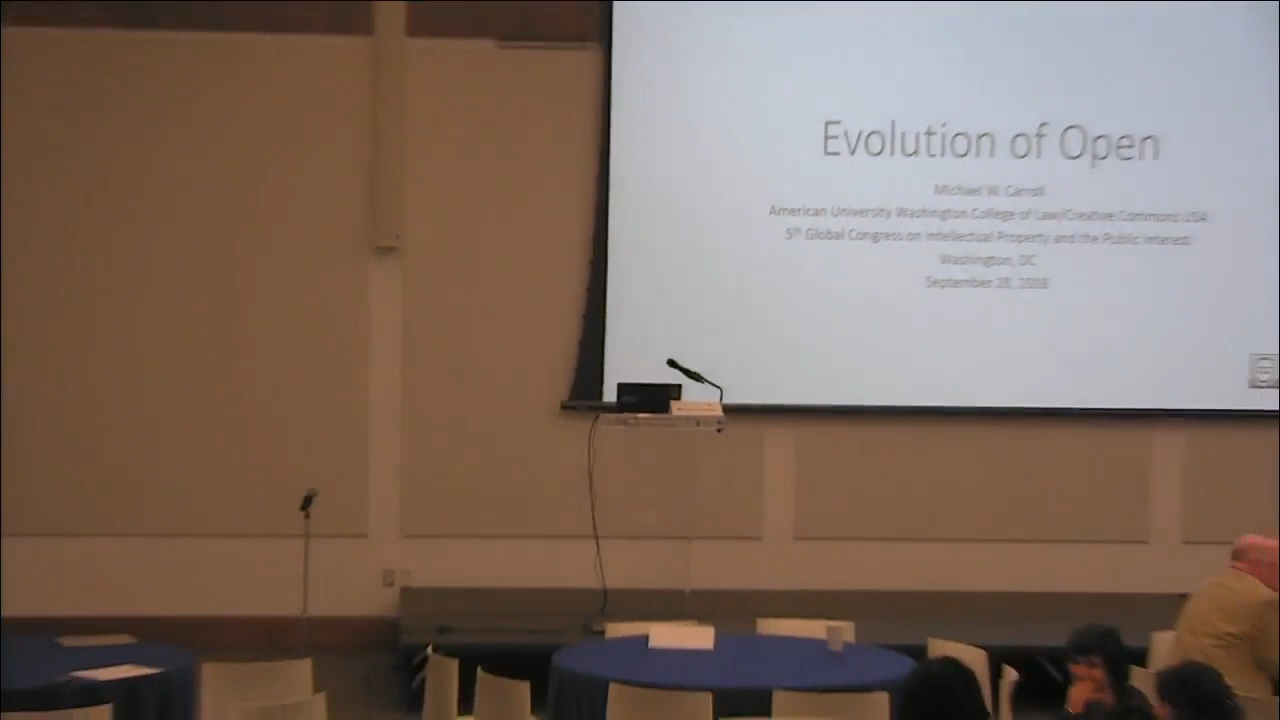 Evolution of Open
Michael W. Carroll
American University Washington College of Law/Creative Commons USA
5th Global Congress on Intellectual Property and the Public Interest
Washington, DC
September 2018